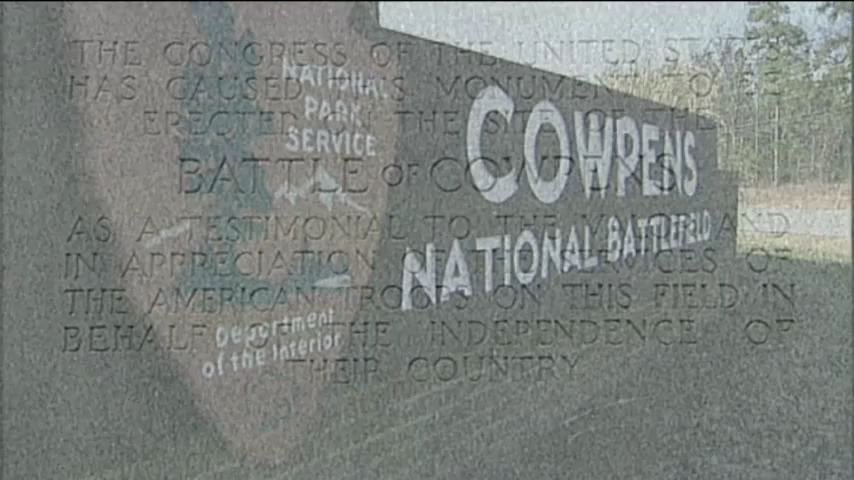 THE CONGRESS OF THE UNITED STATES
HAS CAUSED THIS MONUMENT TO BE
ERECTED ON THE SITE OF THE
BATTLE OF COWPENS
AS A TESTIMONIAL TO THE VALOR AND
IN APPRECIATION OF THE SERVICES OF
THE AMERICAN TROOPS ON THIS FIELD IN
BEHALF OF THE INDEPENDENCE OF
THEIR COUNTRY
NATIONAL
PARK
SERVICE
Department
of the Interior
COWPENS
NATIONAL BATTLEFIELD